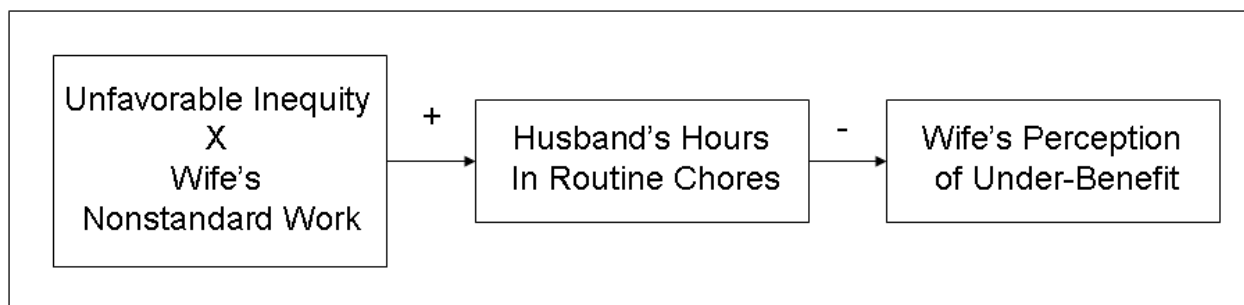 Unfavorable Inequity
X
Wife's
Nonstandard Work
+
Husband's Hours
In Routine Chores
-
Wife's Perception
of Under-Benefit